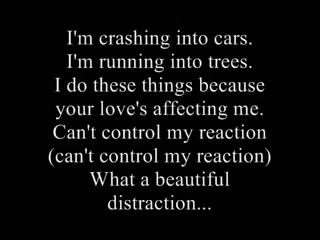 I'm crashing into cars.
I'm running into trees.
I do these things because
your love's affecting me.
Can't control my reaction
(can't control my reaction)
What a beautiful
distraction...